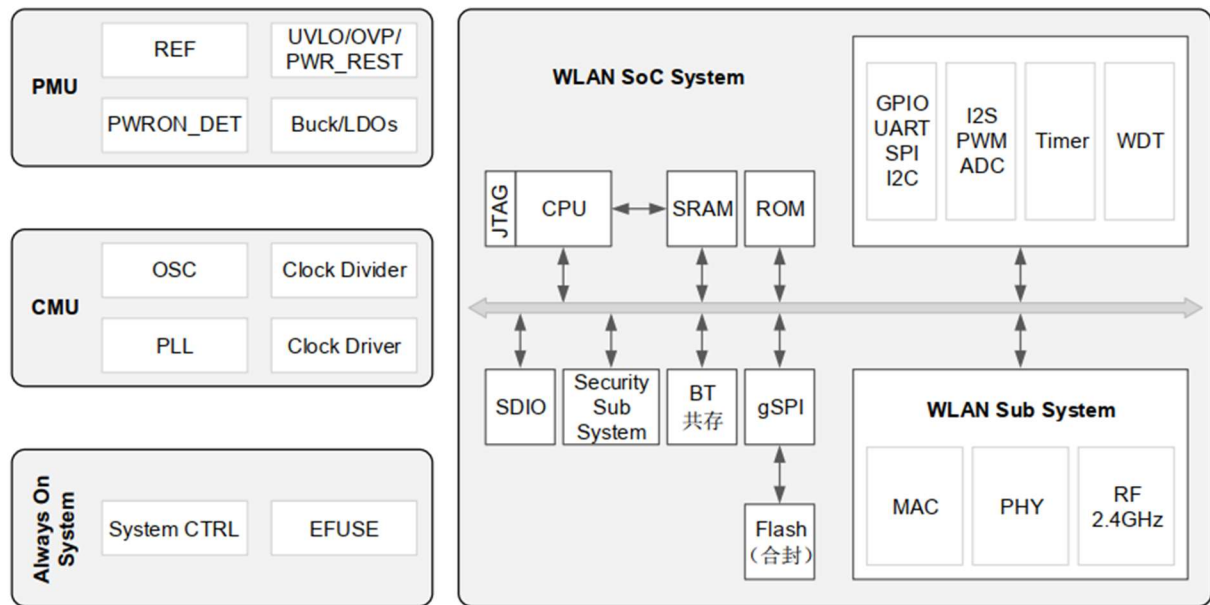 PMU
REF
UVLO/OVP/
PWR_REST
PWRON_DET
Buck/LDOs
CMU
OSC
Clock Divider
PLL
Clock Driver
Always On
System
System CTRL
EFUSE
WLAN SoC System
GPIO
UART
SPI
I2C
I2S
PWM
ADC
Timer
WDT
JTAG
CPU
SRAM
ROM
SDIO
Security
Sub
System
BT
共存
gSPI
Flash
（合封）
WLAN Sub System
MAC
PHY
RF
2.4GHz